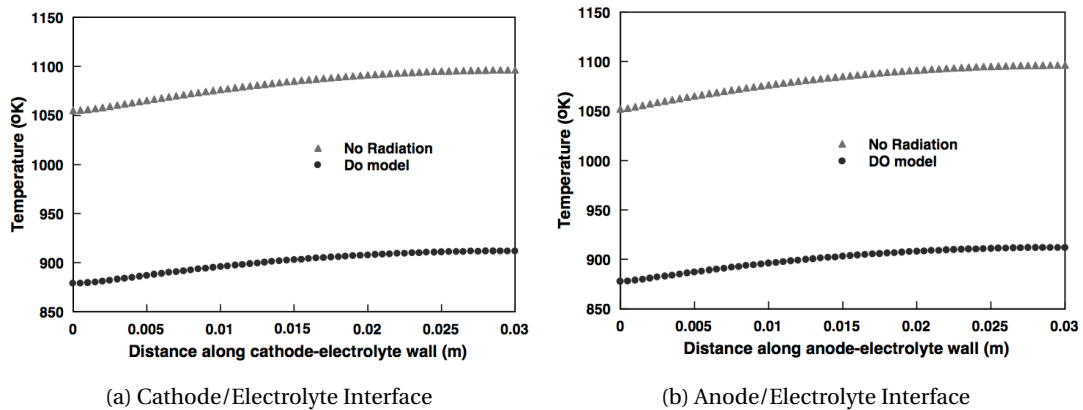 1150
1100
1050
1000
950
900
850
Temperature (ºK)
No Radiation
Do model
0 0.005 0.01 0.015 0.02 0.025 0.03
Distance along cathode-electrolyte wall (m)
(a) Cathode/Electrolyte Interface
1150
1100
1050
1000
950
900
850
Temperature (ºK)
No Radiation
DO model
0 0.005 0.01 0.015 0.02 0.025 0.03
Distance along anode-electrolyte wall (m)
(b) Anode/Electrolyte Interface